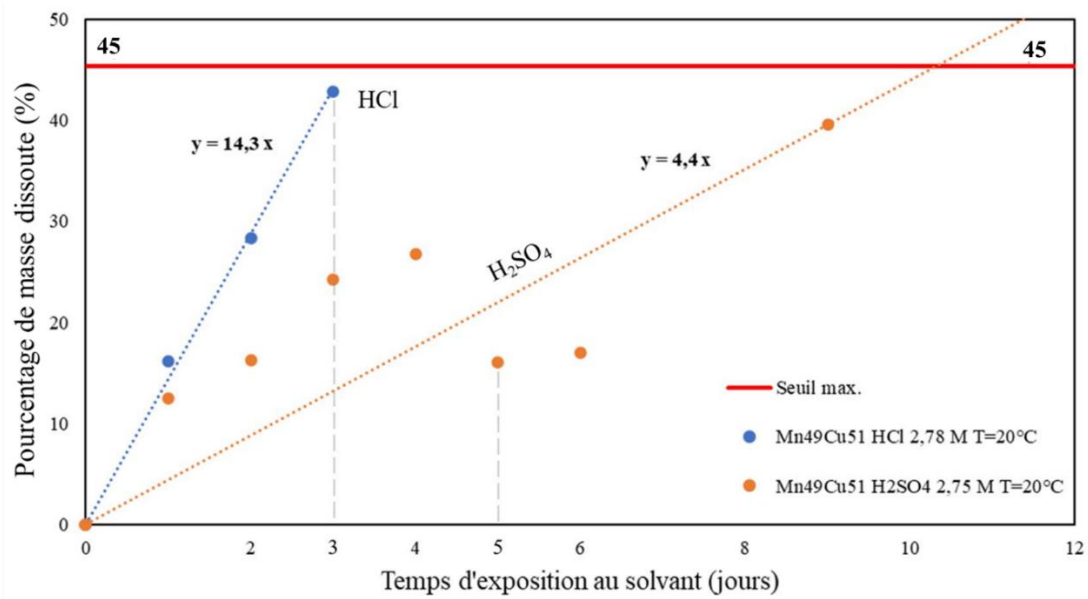 50
45
45
40
30
20
10
0
Pourcentage de masse dissoute (%)
HCl
y = 14,3 x
y = 4,4 x
H₂SO₄
Seuil max.
Mn49Cu51 HCl 2,78 M T=20°C
Mn49Cu51 H2SO4 2,75 M T=20°C
0 2 3 4 5 6 8 10 12
Temps d'exposition au solvant (jours)